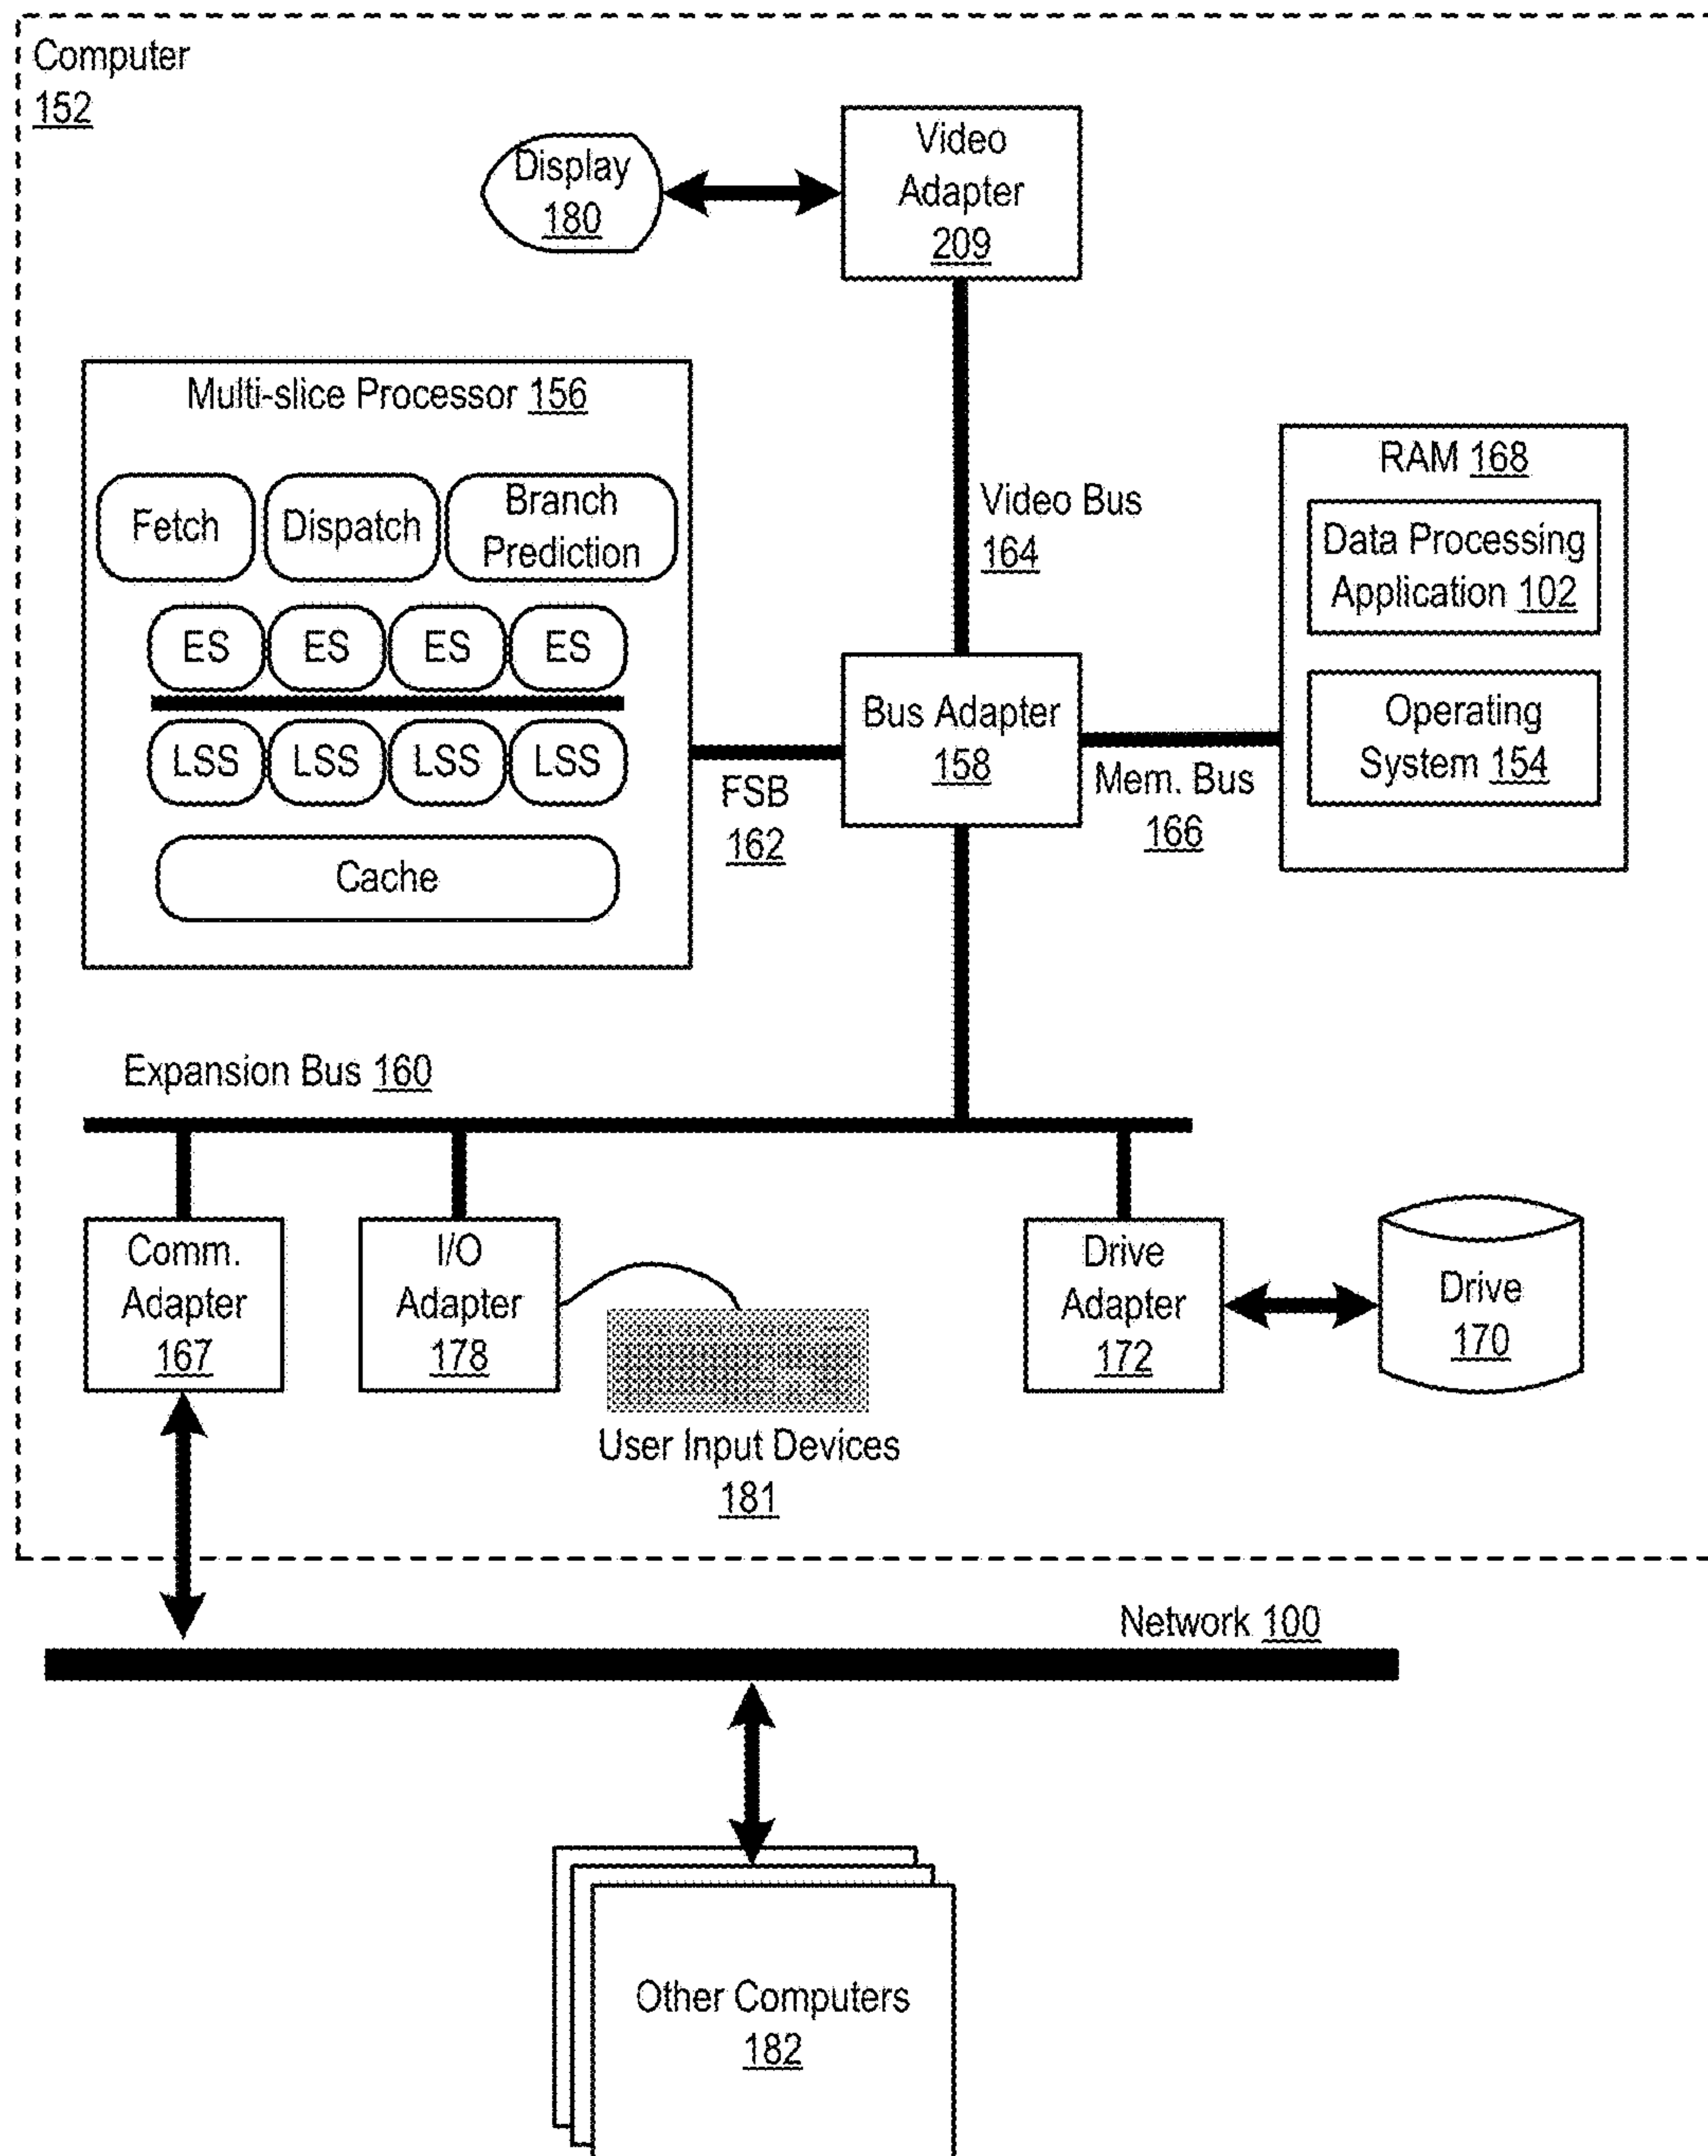 Computer
152
Display
180
Video
Adapter
209
Multi-slice Processor 156
Fetch
Dispatch
Branch
Prediction
ES
ES
ES
ES
LSS
LSS
LSS
LSS
Cache
Video Bus
164
RAM 168
Data Processing
Application 102
Operating
System 154
Bus Adapter
158
FSB
162
Mem. Bus
166
Expansion Bus 160
Comm.
Adapter
167
I/O
Adapter
178
User Input Devices
181
Drive
Adapter
172
Drive
170
Network 100
Other Computers
182